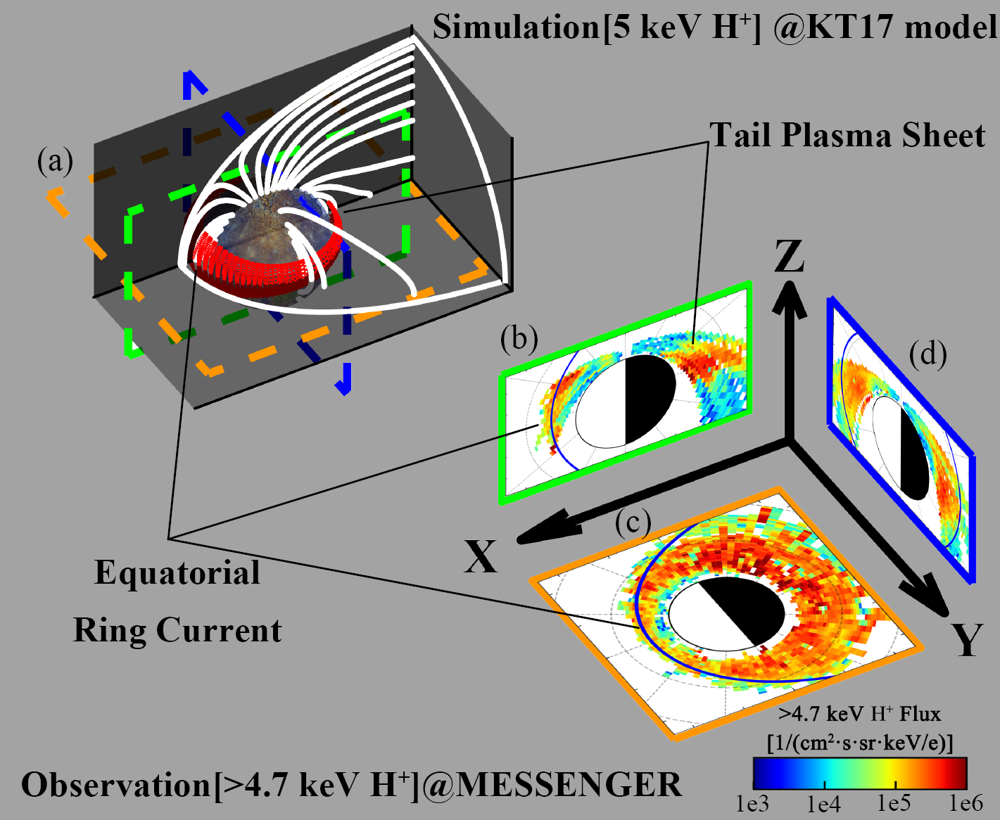 Simulation[5 keV H⁺] @KT17 model
(a)
Tail Plasma Sheet
Z
(b)
(d)
(c)
X
Y
Equatorial
Ring Current
>4.7 keV H⁺ Flux
[1/(cm²·s·sr·keV/e)]
Observation[>4.7 keV H⁺]@MESSENGER
1e3 1e4 1e5 1e6